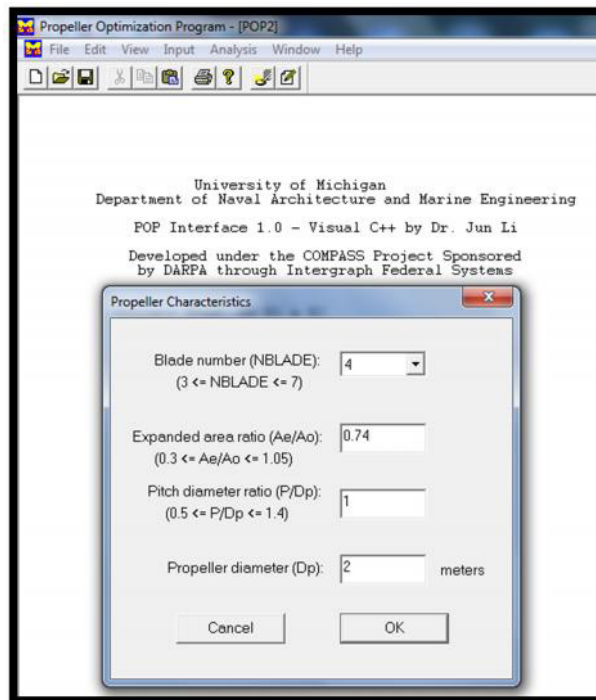 Propeller Optimization Program - [POP2]
File Edit View Input Analysis Window Help
University of Michigan
Department of Naval Architecture and Marine Engineering
POP Interface 1.0 - Visual C++ by Dr. Jun Li
Developed under the COMPASS Project Sponsored
by DARPA through Intergraph Federal Systems
Propeller Characteristics
Blade number (NBLADE): 4
(3 <= NBLADE <= 7)
Expanded area ratio (Ae/Ao): 0.74
(0.3 <= Ae/Ao <= 1.05)
Pitch diameter ratio (P/Dp): 1
(0.5 <= P/Dp <= 1.4)
Propeller diameter (Dp): 2 meters
Cancel OK